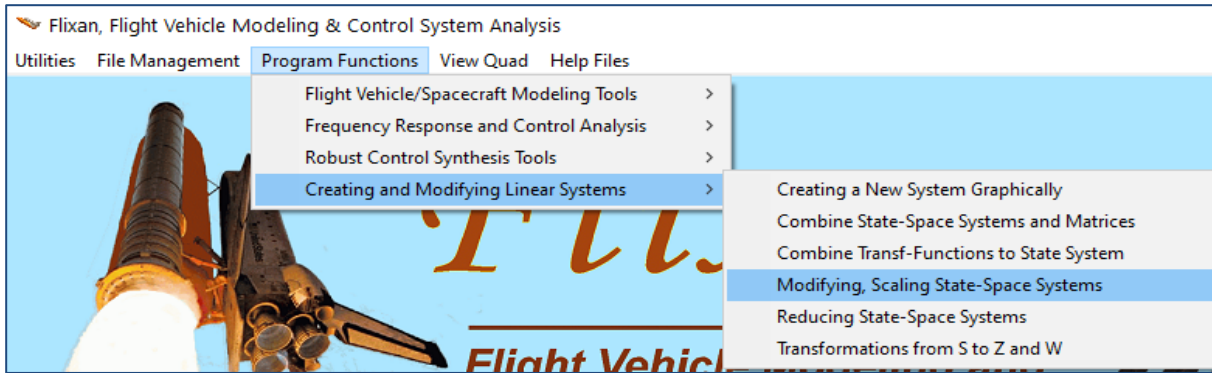 Flixan, Flight Vehicle Modeling & Control System Analysis
Utilities File Management Program Functions View Quad Help Files
Flight Vehicle/Spacecraft Modeling Tools >
Frequency Response and Control Analysis >
Robust Control Synthesis Tools >
Creating and Modifying Linear Systems >
Creating a New System Graphically
Combine State-Space Systems and Matrices
Combine Transf-Functions to State System
Modifying, Scaling State-Space Systems
Reducing State-Space Systems
Transformations from S to Z and W
Flight Vehicle